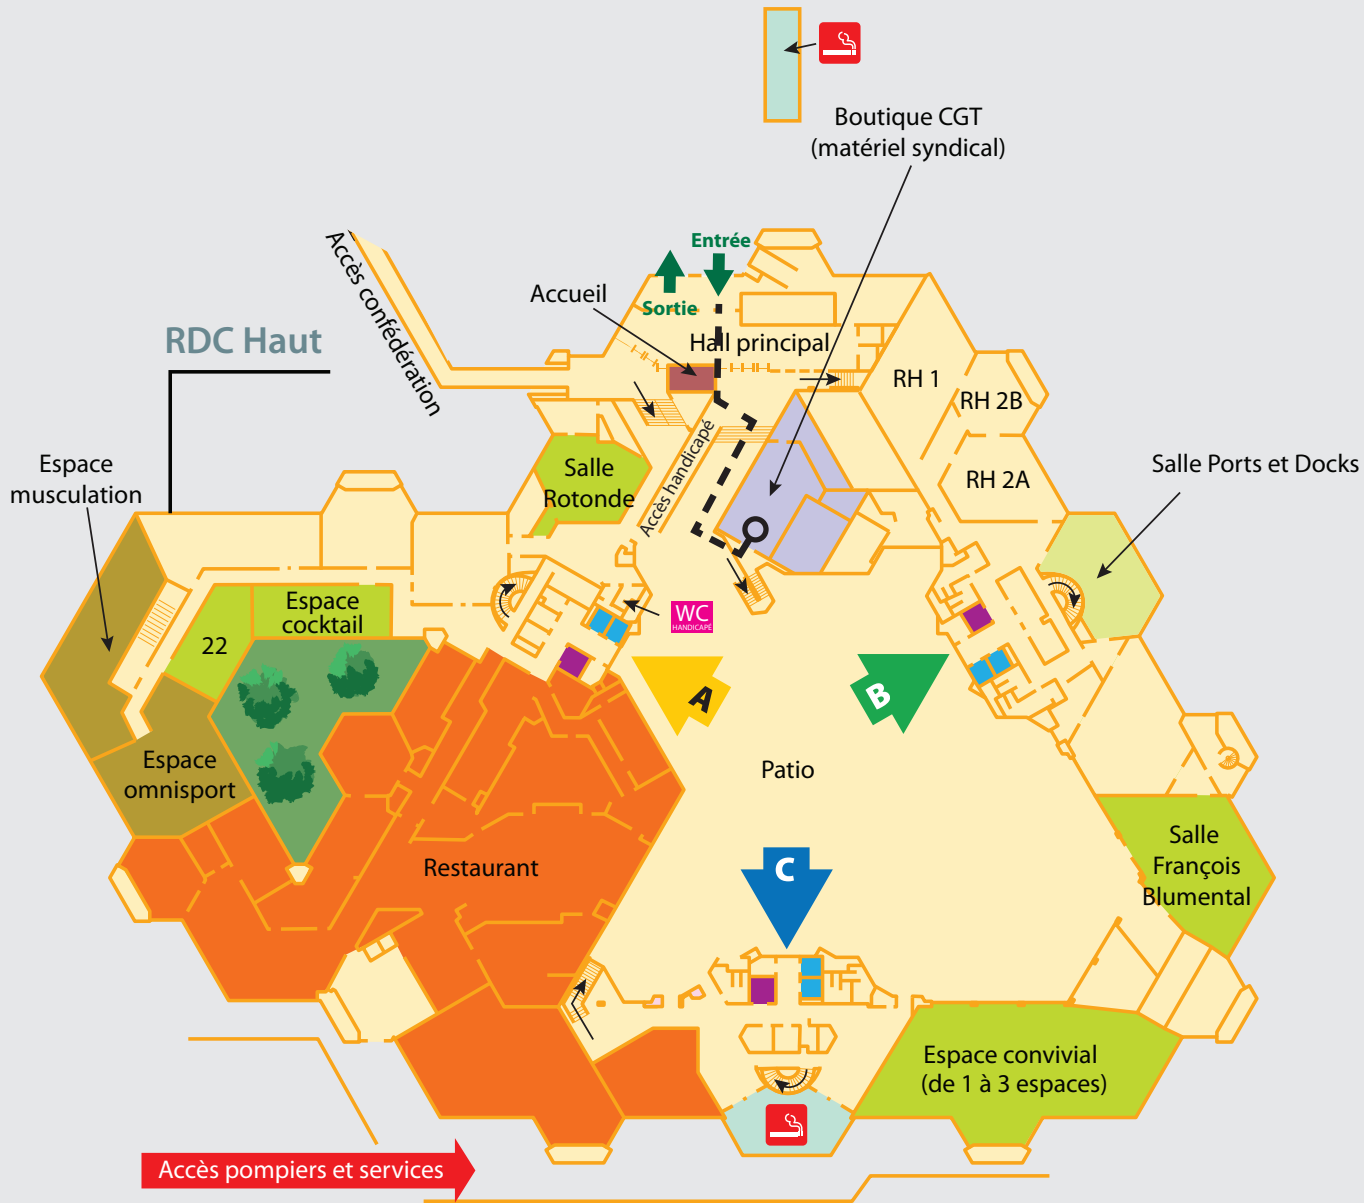 Boutique CGT
(matériel syndical)
Entrée
Sortie
Accueil
Accès confédération
Hall principal
RDC Haut
RH 1
RH 2B
RH 2A
Accès handicapé
Salle
Rotonde
Espace
musculation
Salle Ports et Docks
Espace
cocktail
22
WC
HANDICAPÉ
A
B
Espace
omnisport
Patio
Restaurant
C
Salle
François
Blumental
Espace convivial
(de 1 à 3 espaces)
Accès pompiers et services